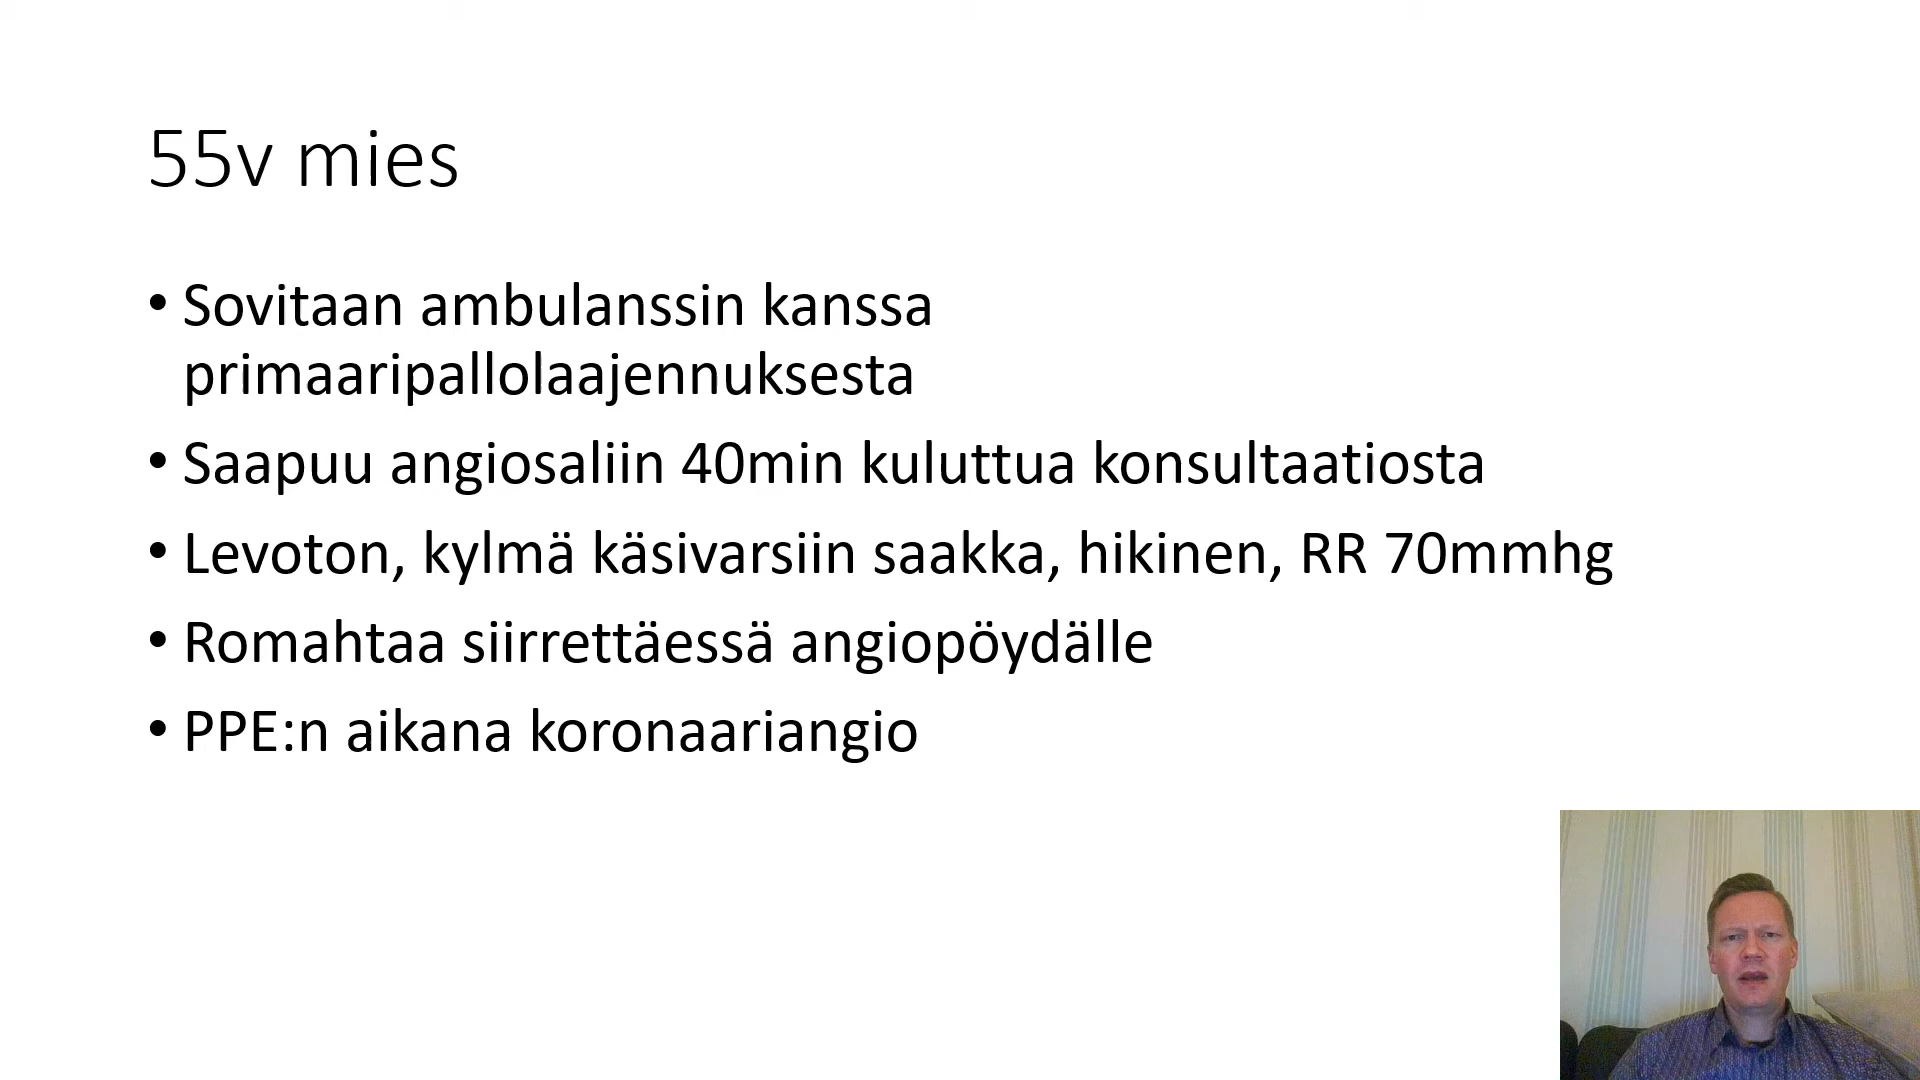 55v mies
• Sovitaan ambulanssin kanssa
primaaripallolaajennuksesta
• Saapuu angiosaliin 40min kuluttua konsultaatiosta
• Levoton, kylmä käsivarsiin saakka, hikinen, RR 70mmhg
• Romahtaa siirrettäessä angiopöydälle
• PPE:n aikana koronaariangio